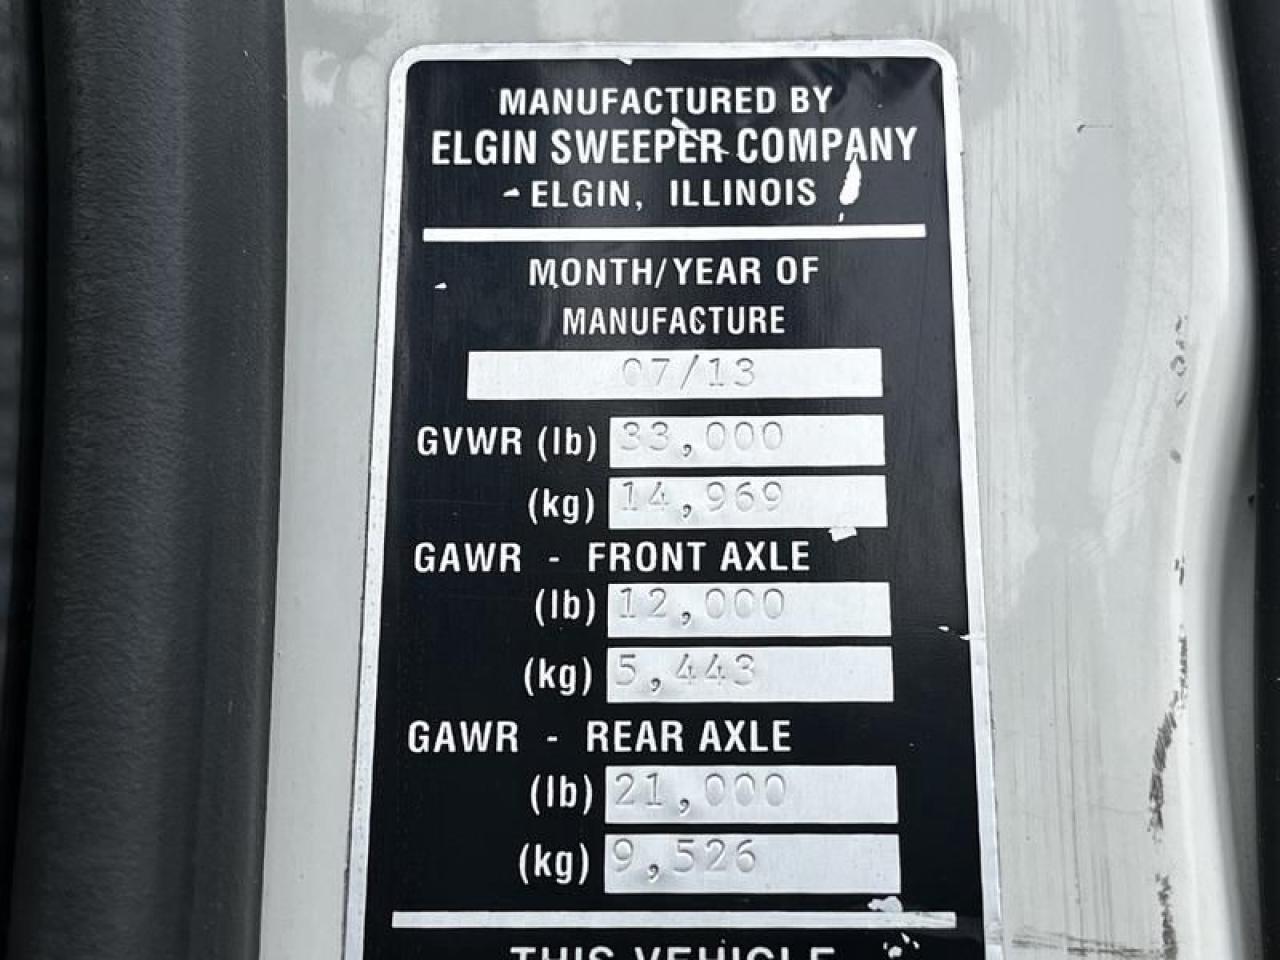 MANUFACTURED BY
ELGIN SWEEPER COMPANY
ELGIN, ILLINOIS
MONTH/YEAR OF
MANUFACTURE
07/13
GVWR (lb) 33,000
(kg) 14,969
GAWR - FRONT AXLE
(lb) 12,000
(kg) 5,443
GAWR - REAR AXLE
(lb) 21,000
(kg) 9,526
THIS VEHICLE